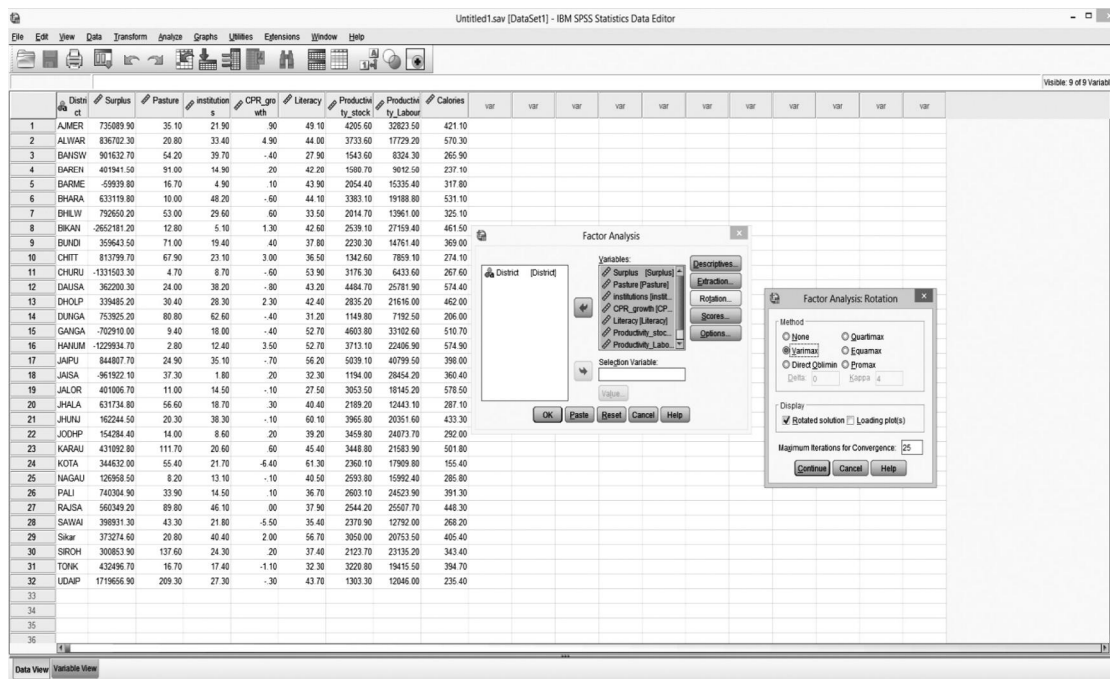 Untitled1.sav [DataSet1] - IBM SPSS Statistics Data Editor
File Edit View Data Transform Analyze Graphs Utilities Extensions Window Help
Visible: 9 of 9 Variabl
District Surplus Pasture institutions CPR_growth Literacy Productivity_stock Productivity_Labour Calories var var var var var var var var var var var
1 AJMER 735089.90 35.10 21.90 .90 49.10 4205.60 32823.50 421.10
2 ALWAR 836702.30 20.80 33.40 4.90 44.00 3733.60 17729.20 570.30
3 BANSW 901632.70 54.20 39.70 -.40 27.90 1543.60 8324.30 265.90
4 BAREN 401941.50 91.00 14.90 .20 42.20 1580.70 9012.50 237.10
5 BARME -59939.80 16.70 4.90 .10 43.90 2054.40 15335.40 317.80
6 BHARA 633119.80 10.00 48.20 -.60 44.10 3383.10 19188.80 531.10
7 BHILW 792650.20 53.00 29.60 .60 33.50 2014.70 13961.00 325.10
8 BIKAN -2652181.20 12.80 5.10 1.30 42.60 2539.10 27159.40 461.50
9 BUNDI 359643.50 71.00 19.40 .40 37.80 2230.30 14761.40 369.00
10 CHITT 813799.70 67.90 23.10 3.00 36.50 1342.60 7859.10 274.10
11 CHURU -1331503.30 4.70 8.70 -.60 53.90 3176.30 6433.60 267.60
12 DAUSA 362200.30 24.00 38.20 -.80 43.20 4484.70 25781.90 574.40
13 DHOLP 339485.20 30.40 28.30 2.30 42.40 2835.20 21616.00 462.00
14 DUNGA 753925.20 80.80 62.60 -.40 31.20 1149.80 7192.50 206.00
15 GANGA -702910.00 9.40 18.00 -.40 52.70 4603.80 33102.60 510.70
16 HANUM -1229934.70 2.80 12.40 3.50 52.70 3713.10 22406.90 574.90
17 JAIPU 844807.70 24.90 35.10 -.70 56.20 5039.10 40799.50 398.00
18 JAISA -961922.10 37.30 1.80 .20 32.30 1194.00 28454.20 360.40
19 JALOR 401006.70 11.00 14.50 -.10 27.50 3053.50 18145.20 578.50
20 JHALA 631734.80 56.60 18.70 .30 40.40 2189.20 12443.10 287.10
21 JHUNJ 162244.50 20.30 38.30 -.10 60.10 3965.80 20351.60 433.30
22 JODHP 154284.40 14.00 8.60 .20 39.20 3459.80 24073.70 292.00
23 KARAU 431092.80 111.70 20.60 .60 45.40 3448.80 21583.90 501.80
24 KOTA 344632.00 55.40 21.70 -6.40 61.30 2360.10 17909.80 155.40
25 NAGAU 126958.50 8.20 13.10 -.10 40.50 2593.80 15992.40 285.80
26 PALI 740304.90 33.90 14.50 .10 36.70 2603.10 24523.90 391.30
27 RAJSA 560349.20 89.80 46.10 .00 37.90 2544.20 25507.70 448.30
28 SAWAI 398931.30 43.30 21.80 -5.50 35.40 2370.90 12792.00 268.20
29 Sikar 373274.60 20.80 40.40 2.00 56.70 3050.00 20753.50 405.40
30 SIROH 300853.90 137.60 24.30 .20 37.40 2123.70 23135.20 343.40
31 TONK 432496.70 16.70 17.40 -1.10 32.30 3220.80 19415.50 394.70
32 UDAIP 1719656.90 209.30 27.30 -.30 43.70 1303.30 12046.00 235.40
33
34
35
36
Data View Variable View
Factor Analysis
District [District]
Variables:
Surplus [Surplus]
Pasture [Pasture]
institutions [instit...
CPR_growth [CP...
Literacy [Literacy]
Productivity_stoc...
Productivity_Labo...
Selection Variable:
Value...
Descriptives...
Extraction...
Rotation...
Scores...
Options...
OK Paste Reset Cancel Help
Factor Analysis: Rotation
Method
None Quartimax
Varimax Equamax
Direct Oblimin Promax
Delta: 0 Kappa 4
Display
Rotated solution Loading plot(s)
Maximum Iterations for Convergence: 25
Continue Cancel Help